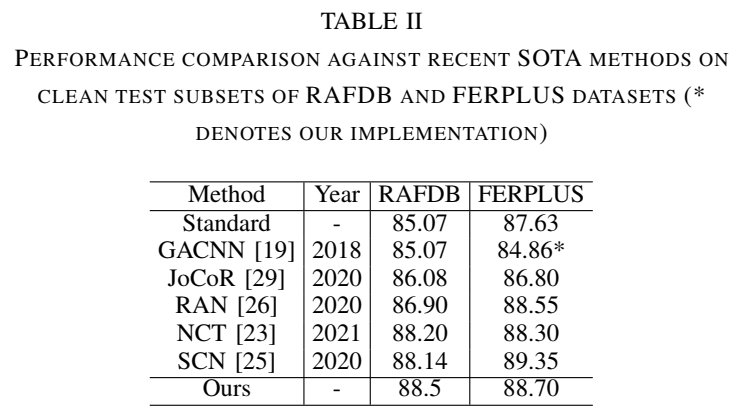 TABLE II
PERFORMANCE COMPARISON AGAINST RECENT SOTA METHODS ON
CLEAN TEST SUBSETS OF RAFDB AND FERPLUS DATASETS (*
DENOTES OUR IMPLEMENTATION)
Method Year RAFDB FERPLUS
Standard - 85.07 87.63
GACNN [19] 2018 85.07 84.86*
JoCoR [29] 2020 86.08 86.80
RAN [26] 2020 86.90 88.55
NCT [23] 2021 88.20 88.30
SCN [25] 2020 88.14 89.35
Ours - 88.5 88.70